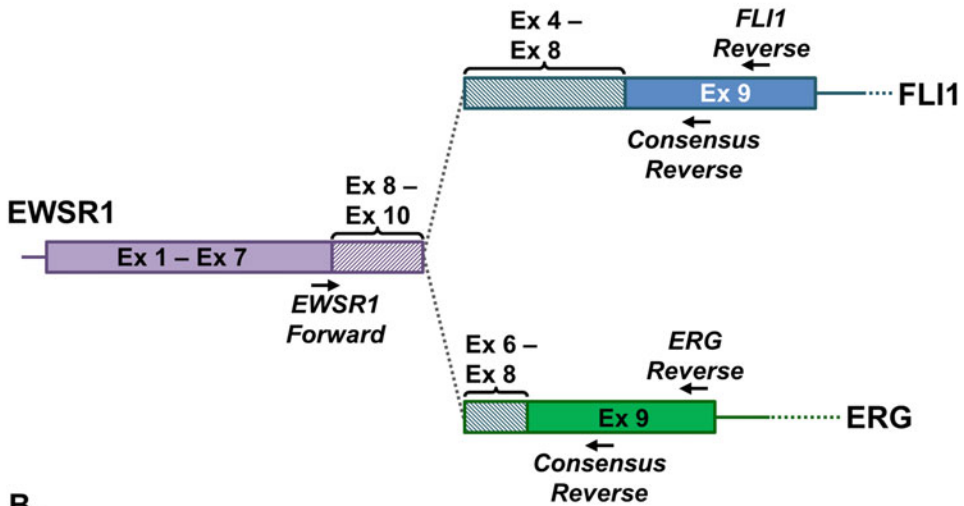 Ex 4 –
Ex 8
FLI1
Reverse
Ex 9
FLI1
Consensus
Reverse
Ex 8 –
Ex 10
EWSR1
Ex 1 – Ex 7
EWSR1
Forward
Ex 6 –
Ex 8
ERG
Reverse
Ex 9
ERG
Consensus
Reverse
B